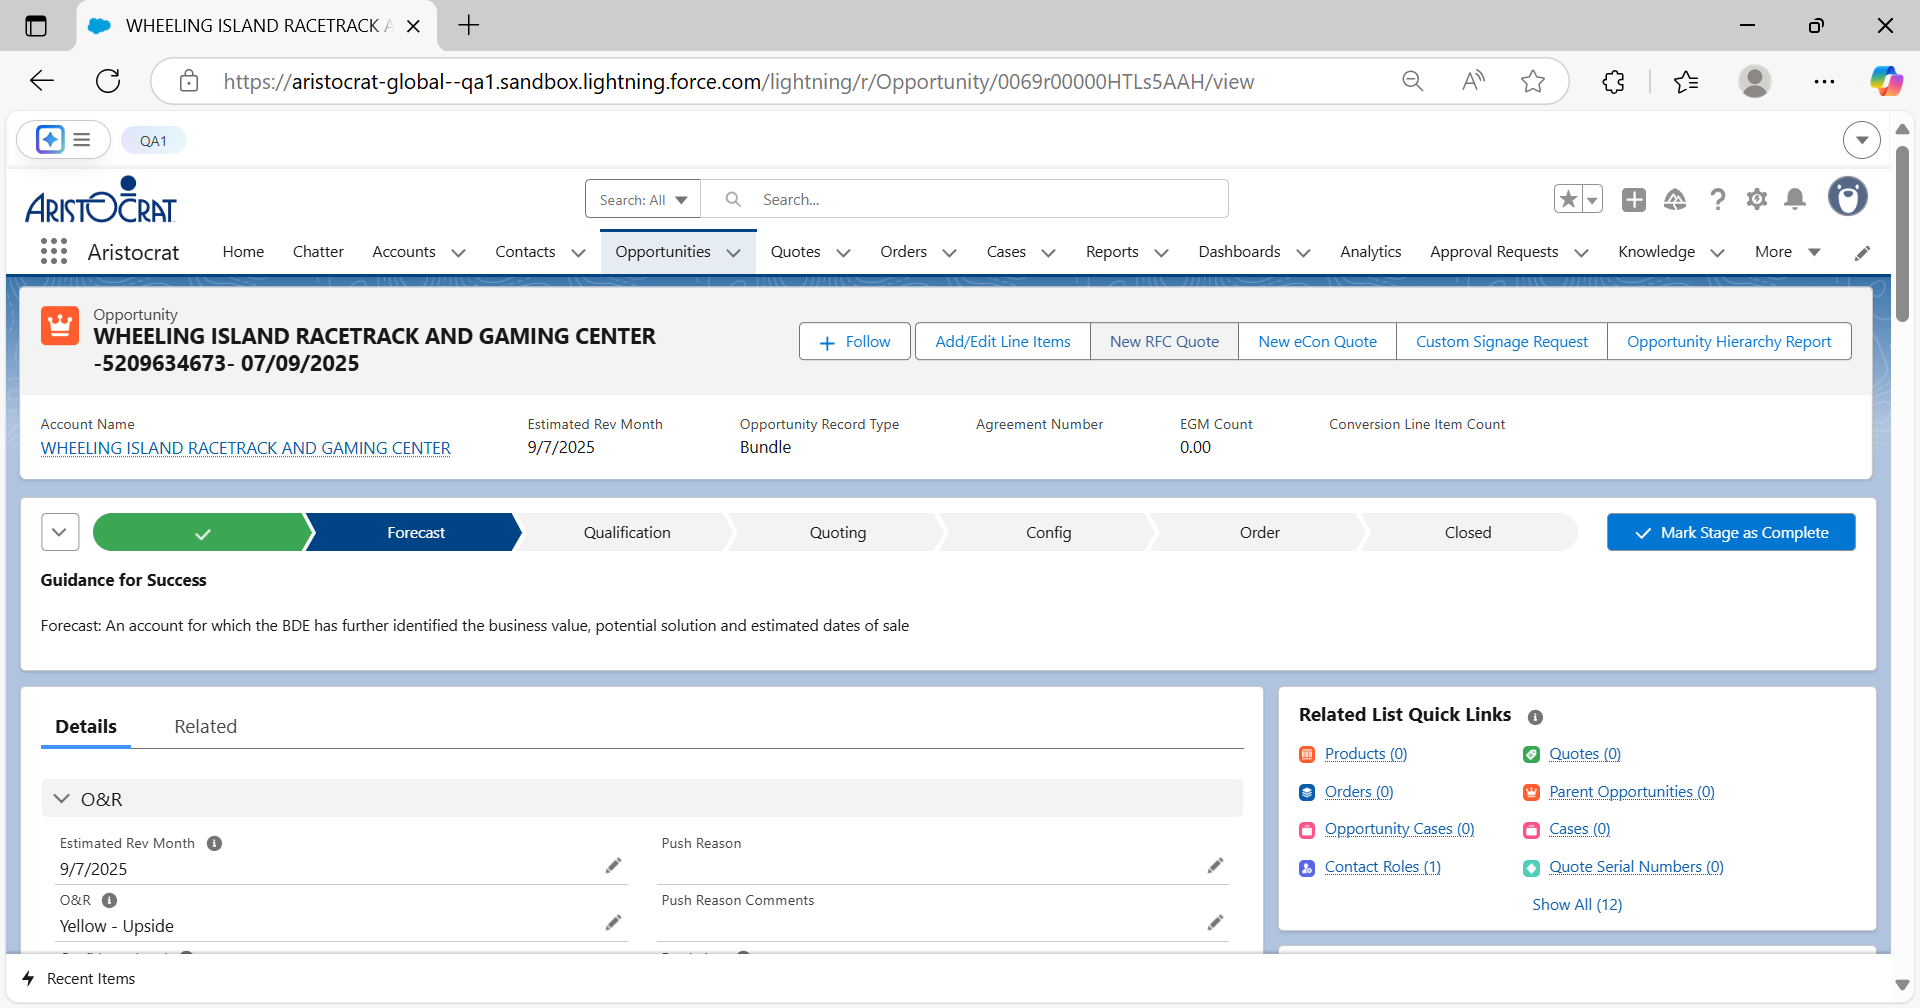 WHEELING ISLAND RACETRACK A
https://aristocrat-global--qa1.sandbox.lightning.force.com/lightning/r/Opportunity/0069r00000HTLs5AAH/view
QA1
ARISTOCRAT
Search: All
Search...
Aristocrat
Home
Chatter
Accounts
Contacts
Opportunities
Quotes
Orders
Cases
Reports
Dashboards
Analytics
Approval Requests
Knowledge
More
Opportunity
WHEELING ISLAND RACETRACK AND GAMING CENTER
-5209634673- 07/09/2025
Follow
Add/Edit Line Items
New RFC Quote
New eCon Quote
Custom Signage Request
Opportunity Hierarchy Report
Account Name
WHEELING ISLAND RACETRACK AND GAMING CENTER
Estimated Rev Month
9/7/2025
Opportunity Record Type
Bundle
Agreement Number
EGM Count
0.00
Conversion Line Item Count
Forecast
Qualification
Quoting
Config
Order
Closed
Mark Stage as Complete
Guidance for Success
Forecast: An account for which the BDE has further identified the business value, potential solution and estimated dates of sale
Details
Related
O&R
Estimated Rev Month
9/7/2025
Push Reason
O&R
Yellow - Upside
Push Reason Comments
Related List Quick Links
Products (0)
Quotes (0)
Orders (0)
Parent Opportunities (0)
Opportunity Cases (0)
Cases (0)
Contact Roles (1)
Quote Serial Numbers (0)
Show All (12)
Recent Items